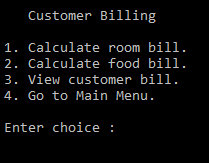 Customer Billing
1. Calculate room bill.
2. Calculate food bill.
3. View customer bill.
4. Go to Main Menu.
Enter choice :